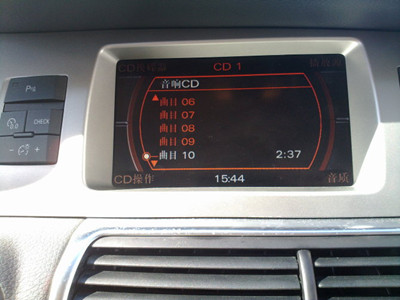 CD 1
音响CD
曲目 06
曲目 07
曲目 08
曲目 09
曲目 10 2:37
CD操作 15:44 音质
CHECK